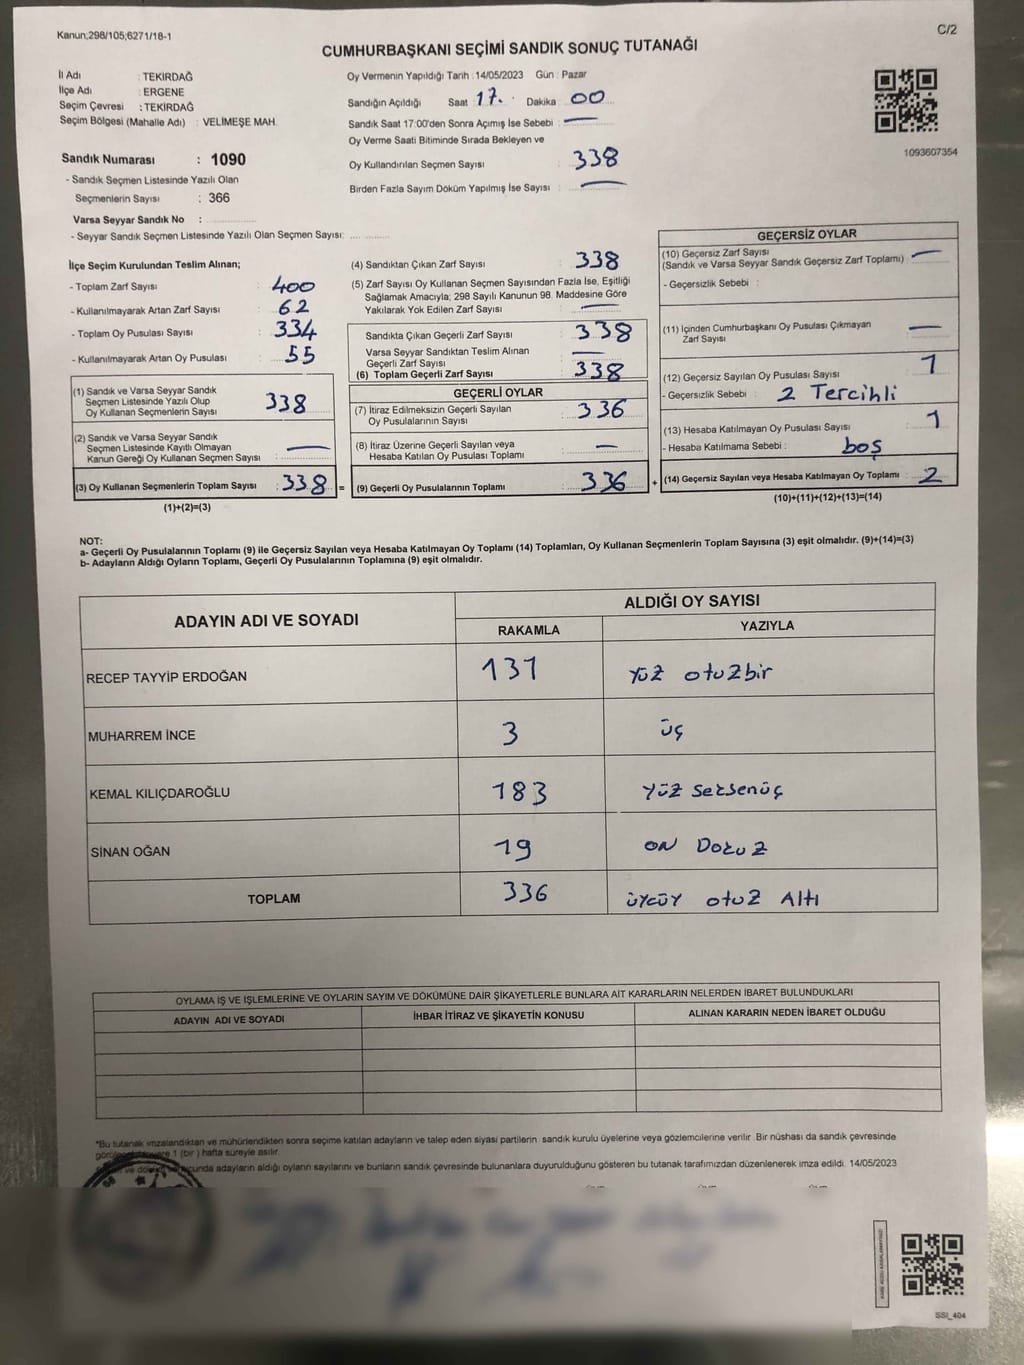 Kanun;298/105;6271/18-1
C/2
CUMHURBAŞKANI SEÇİMİ SANDIK SONUÇ TUTANAĞI
İl Adı : TEKİRDAĞ
İlçe Adı : ERGENE
Seçim Çevresi : TEKİRDAĞ
Seçim Bölgesi (Mahalle Adı) : VELİMEŞE MAH.
Sandık Numarası : 1090
- Sandık Seçmen Listesinde Yazılı Olan
Seçmenlerin Sayısı : 366
Varsa Seyyar Sandık No :
- Seyyar Sandık Seçmen Listesinde Yazılı Olan Seçmen Sayısı:
Oy Vermenin Yapıldığı Tarih : 14/05/2023 Gün : Pazar
Sandığın Açıldığı Saat 17. Dakika 00
Sandık Saat 17:00'den Sonra Açımış İse Sebebi :
Oy Verme Saati Bitiminde Sırada Bekleyen ve
Oy Kullandırılan Seçmen Sayısı 338
Birden Fazla Sayım Döküm Yapılmış İse Sayısı :
1093607354
İlçe Seçim Kurulundan Teslim Alınan;
- Toplam Zarf Sayısı : 400
- Kullanılmayarak Artan Zarf Sayısı : 62
- Toplam Oy Pusulası Sayısı : 334
- Kullanılmayarak Artan Oy Pusulası : 55
(1) Sandık ve Varsa Seyyar Sandık
Seçmen Listesinde Yazılı Olup
Oy Kullanan Seçmenlerin Sayısı : 338
(2) Sandık ve Varsa Seyyar Sandık
Seçmen Listesinde Kayıtlı Olmayan
Kanun Gereği Oy Kullanan Seçmen Sayısı :
(3) Oy Kullanan Seçmenlerin Toplam Sayısı : 338 =
(1)+(2)=(3)
(4) Sandıktan Çıkan Zarf Sayısı : 338
(5) Zarf Sayısı Oy Kullanan Seçmen Sayısından Fazla İse, Eşitliği
Sağlamak Amacıyla; 298 Sayılı Kanunun 98. Maddesine Göre
Yakılarak Yok Edilen Zarf Sayısı :
Sandıkta Çıkan Geçerli Zarf Sayısı : 338
Varsa Seyyar Sandıktan Teslim Alınan
Geçerli Zarf Sayısı :
(6) Toplam Geçerli Zarf Sayısı : 338
GEÇERLİ OYLAR
(7) İtiraz Edilmeksizin Geçerli Sayılan
Oy Pusulalarının Sayısı : 336
(8) İtiraz Üzerine Geçerli Sayılan veya
Hesaba Katılan Oy Pusulası Toplamı :
(9) Geçerli Oy Pusulalarının Toplamı : 336 +
GEÇERSİZ OYLAR
(10) Geçersiz Zarf Sayısı
(Sandık ve Varsa Seyyar Sandık Geçersiz Zarf Toplamı) :
- Geçersizlik Sebebi :
(11) İçinden Cumhurbaşkanı Oy Pusulası Çıkmayan
Zarf Sayısı :
(12) Geçersiz Sayılan Oy Pusulası Sayısı : 1
- Geçersizlik Sebebi : 2 Tercihli
(13) Hesaba Katılmayan Oy Pusulası Sayısı : 1
- Hesaba Katılmama Sebebi : boş
(14) Geçersiz Sayılan veya Hesaba Katılmayan Oy Toplamı : 2
(10)+(11)+(12)+(13)=(14)
NOT:
a- Geçerli Oy Pusulalarının Toplamı (9) ile Geçersiz Sayılan veya Hesaba Katılmayan Oy Toplamı (14) Toplamları, Oy Kullanan Seçmenlerin Toplam Sayısına (3) eşit olmalıdır. (9)+(14)=(3)
b- Adayların Aldığı Oyların Toplamı, Geçerli Oy Pusulalarının Toplamına (9) eşit olmalıdır.
ADAYIN ADI VE SOYADI ALDIĞI OY SAYISI
RAKAMLA YAZIYLA
RECEP TAYYİP ERDOĞAN 131 Yüz otuzbir
MUHARREM İNCE 3 üç
KEMAL KILIÇDAROĞLU 183 Yüz seksenüç
SİNAN OĞAN 19 ON DOKUZ
TOPLAM 336 üYCÜY otuz Altı
OYLAMA İŞ VE İŞLEMLERİNE VE OYLARIN SAYIM VE DÖKÜMÜNE DAİR ŞİKAYETLERLE BUNLARA AİT KARARLARIN NELERDEN İBARET BULUNDUKLARI
ADAYIN ADI VE SOYADI İHBAR İTİRAZ VE ŞİKAYETİN KONUSU ALINAN KARARIN NEDEN İBARET OLDUĞU
*Bu tutanak imzalandıktan ve mühürlendikten sonra seçime katılan adayların ve talep eden siyasi partilerin sandık kurulu üyelerine veya gözlemcilerine verilir. Bir nüshası da sandık çevresinde
1 (bir) hafta süreyle asılır.
adayların aldığı oyların sayılarını ve bunların sandık çevresinde bulunanlara duyurulduğunu gösteren bu tutanak tarafımızdan düzenlenerek imza edildi. 14/05/2023
SSI_404